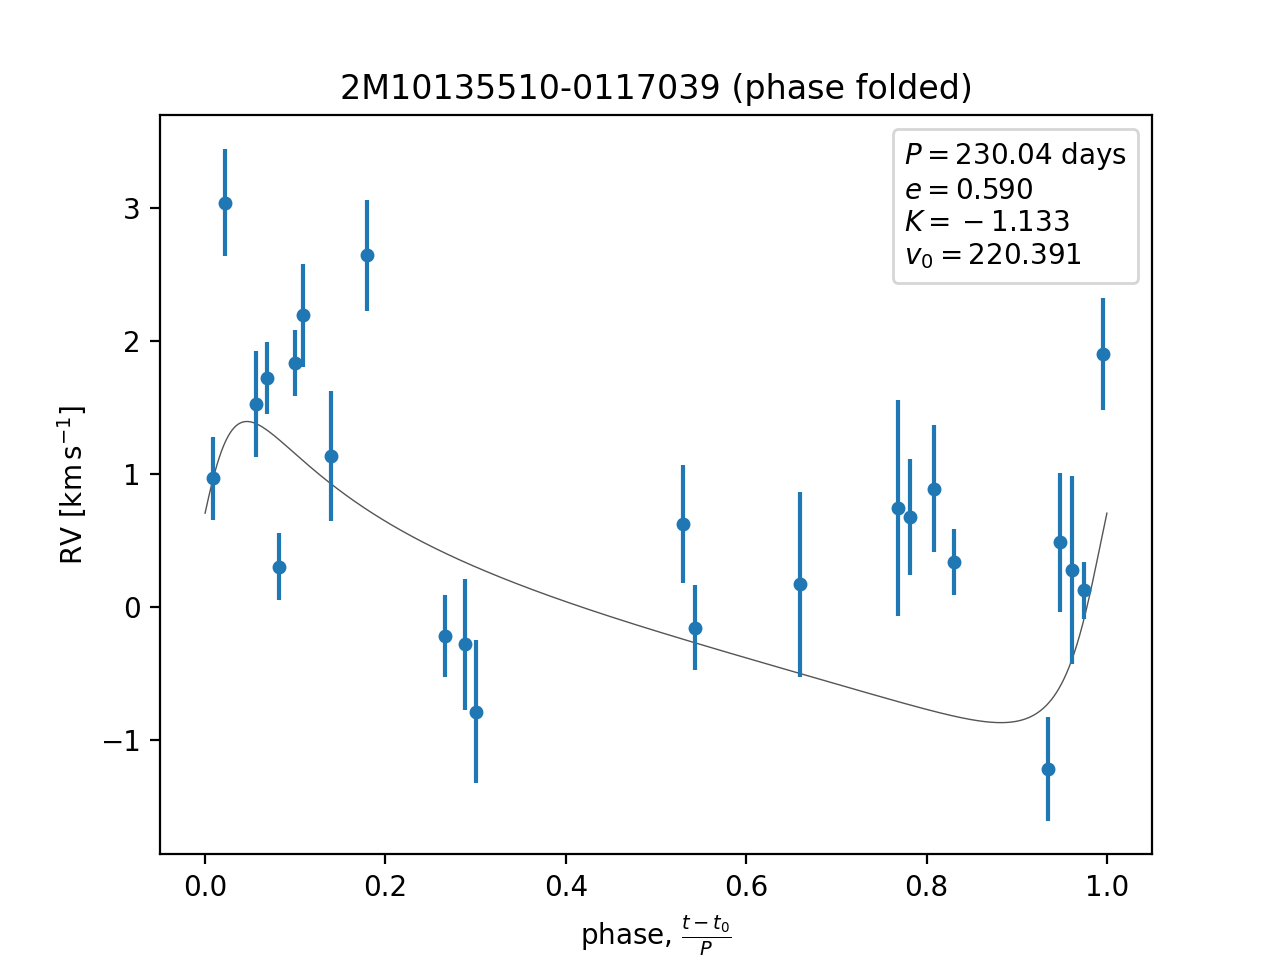 2M10135510-0117039 (phase folded)
P = 230.04 days
e = 0.590
K = − 1.133
v₀ = 220.391
RV [km s⁻¹]
3
2
1
0
−1
0.0 0.2 0.4 0.6 0.8 1.0
phase, (t − t₀)/P